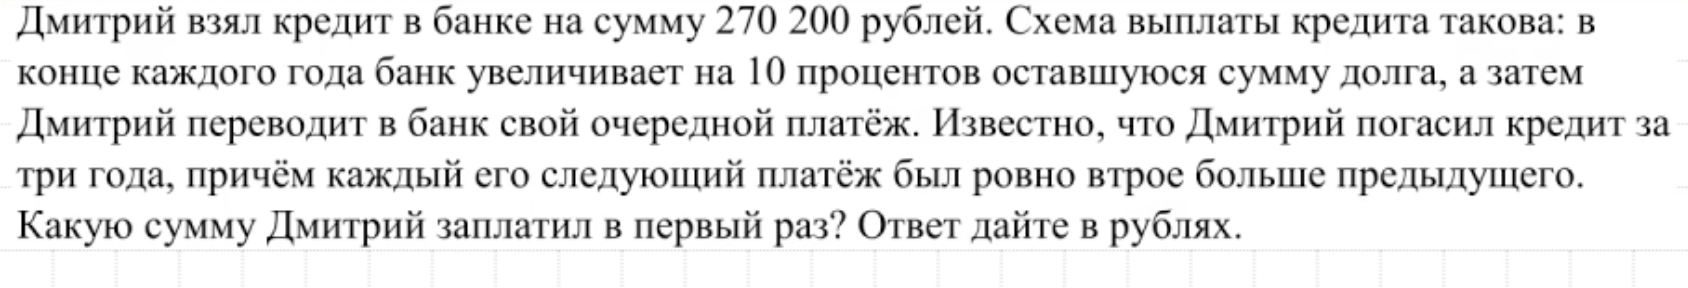 Дмитрий взял кредит в банке на сумму 270 200 рублей. Схема выплаты кредита такова: в
конце каждого года банк увеличивает на 10 процентов оставшуюся сумму долга, а затем
Дмитрий переводит в банк свой очередной платёж. Известно, что Дмитрий погасил кредит за
три года, причём каждый его следующий платёж был ровно втрое больше предыдущего.
Какую сумму Дмитрий заплатил в первый раз? Ответ дайте в рублях.